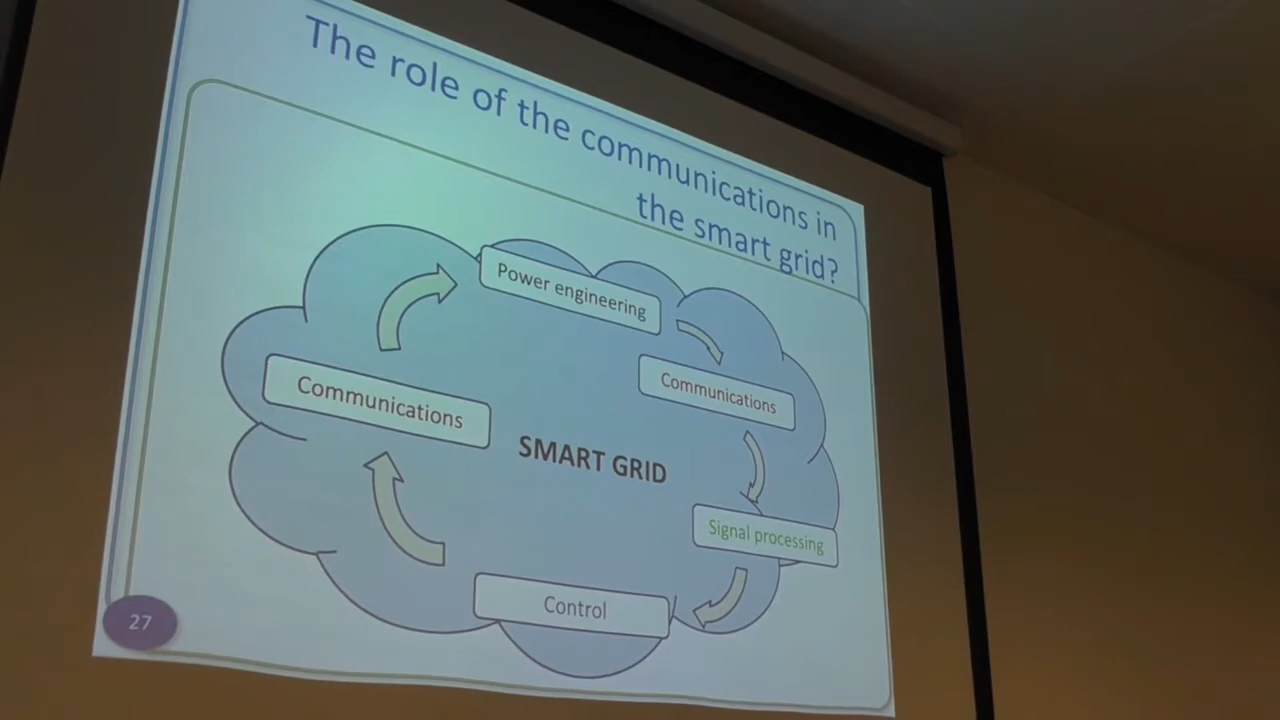 The role of the communications in
the smart grid?
Power engineering
Communications
Communications
SMART GRID
Signal processing
Control
27